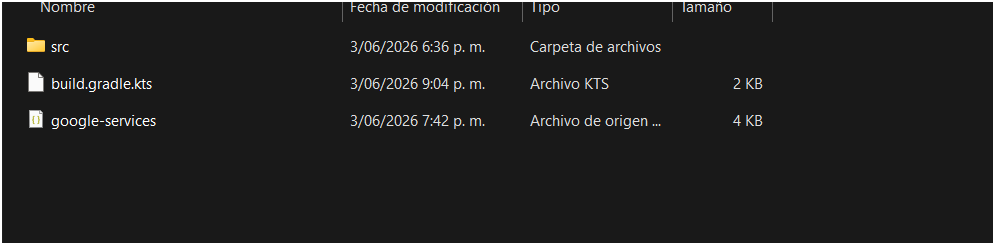 Nombre Fecha de modificación Tipo Tamaño
src 3/06/2026 6:36 p. m. Carpeta de archivos
build.gradle.kts 3/06/2026 9:04 p. m. Archivo KTS 2 KB
google-services 3/06/2026 7:42 p. m. Archivo de origen ... 4 KB